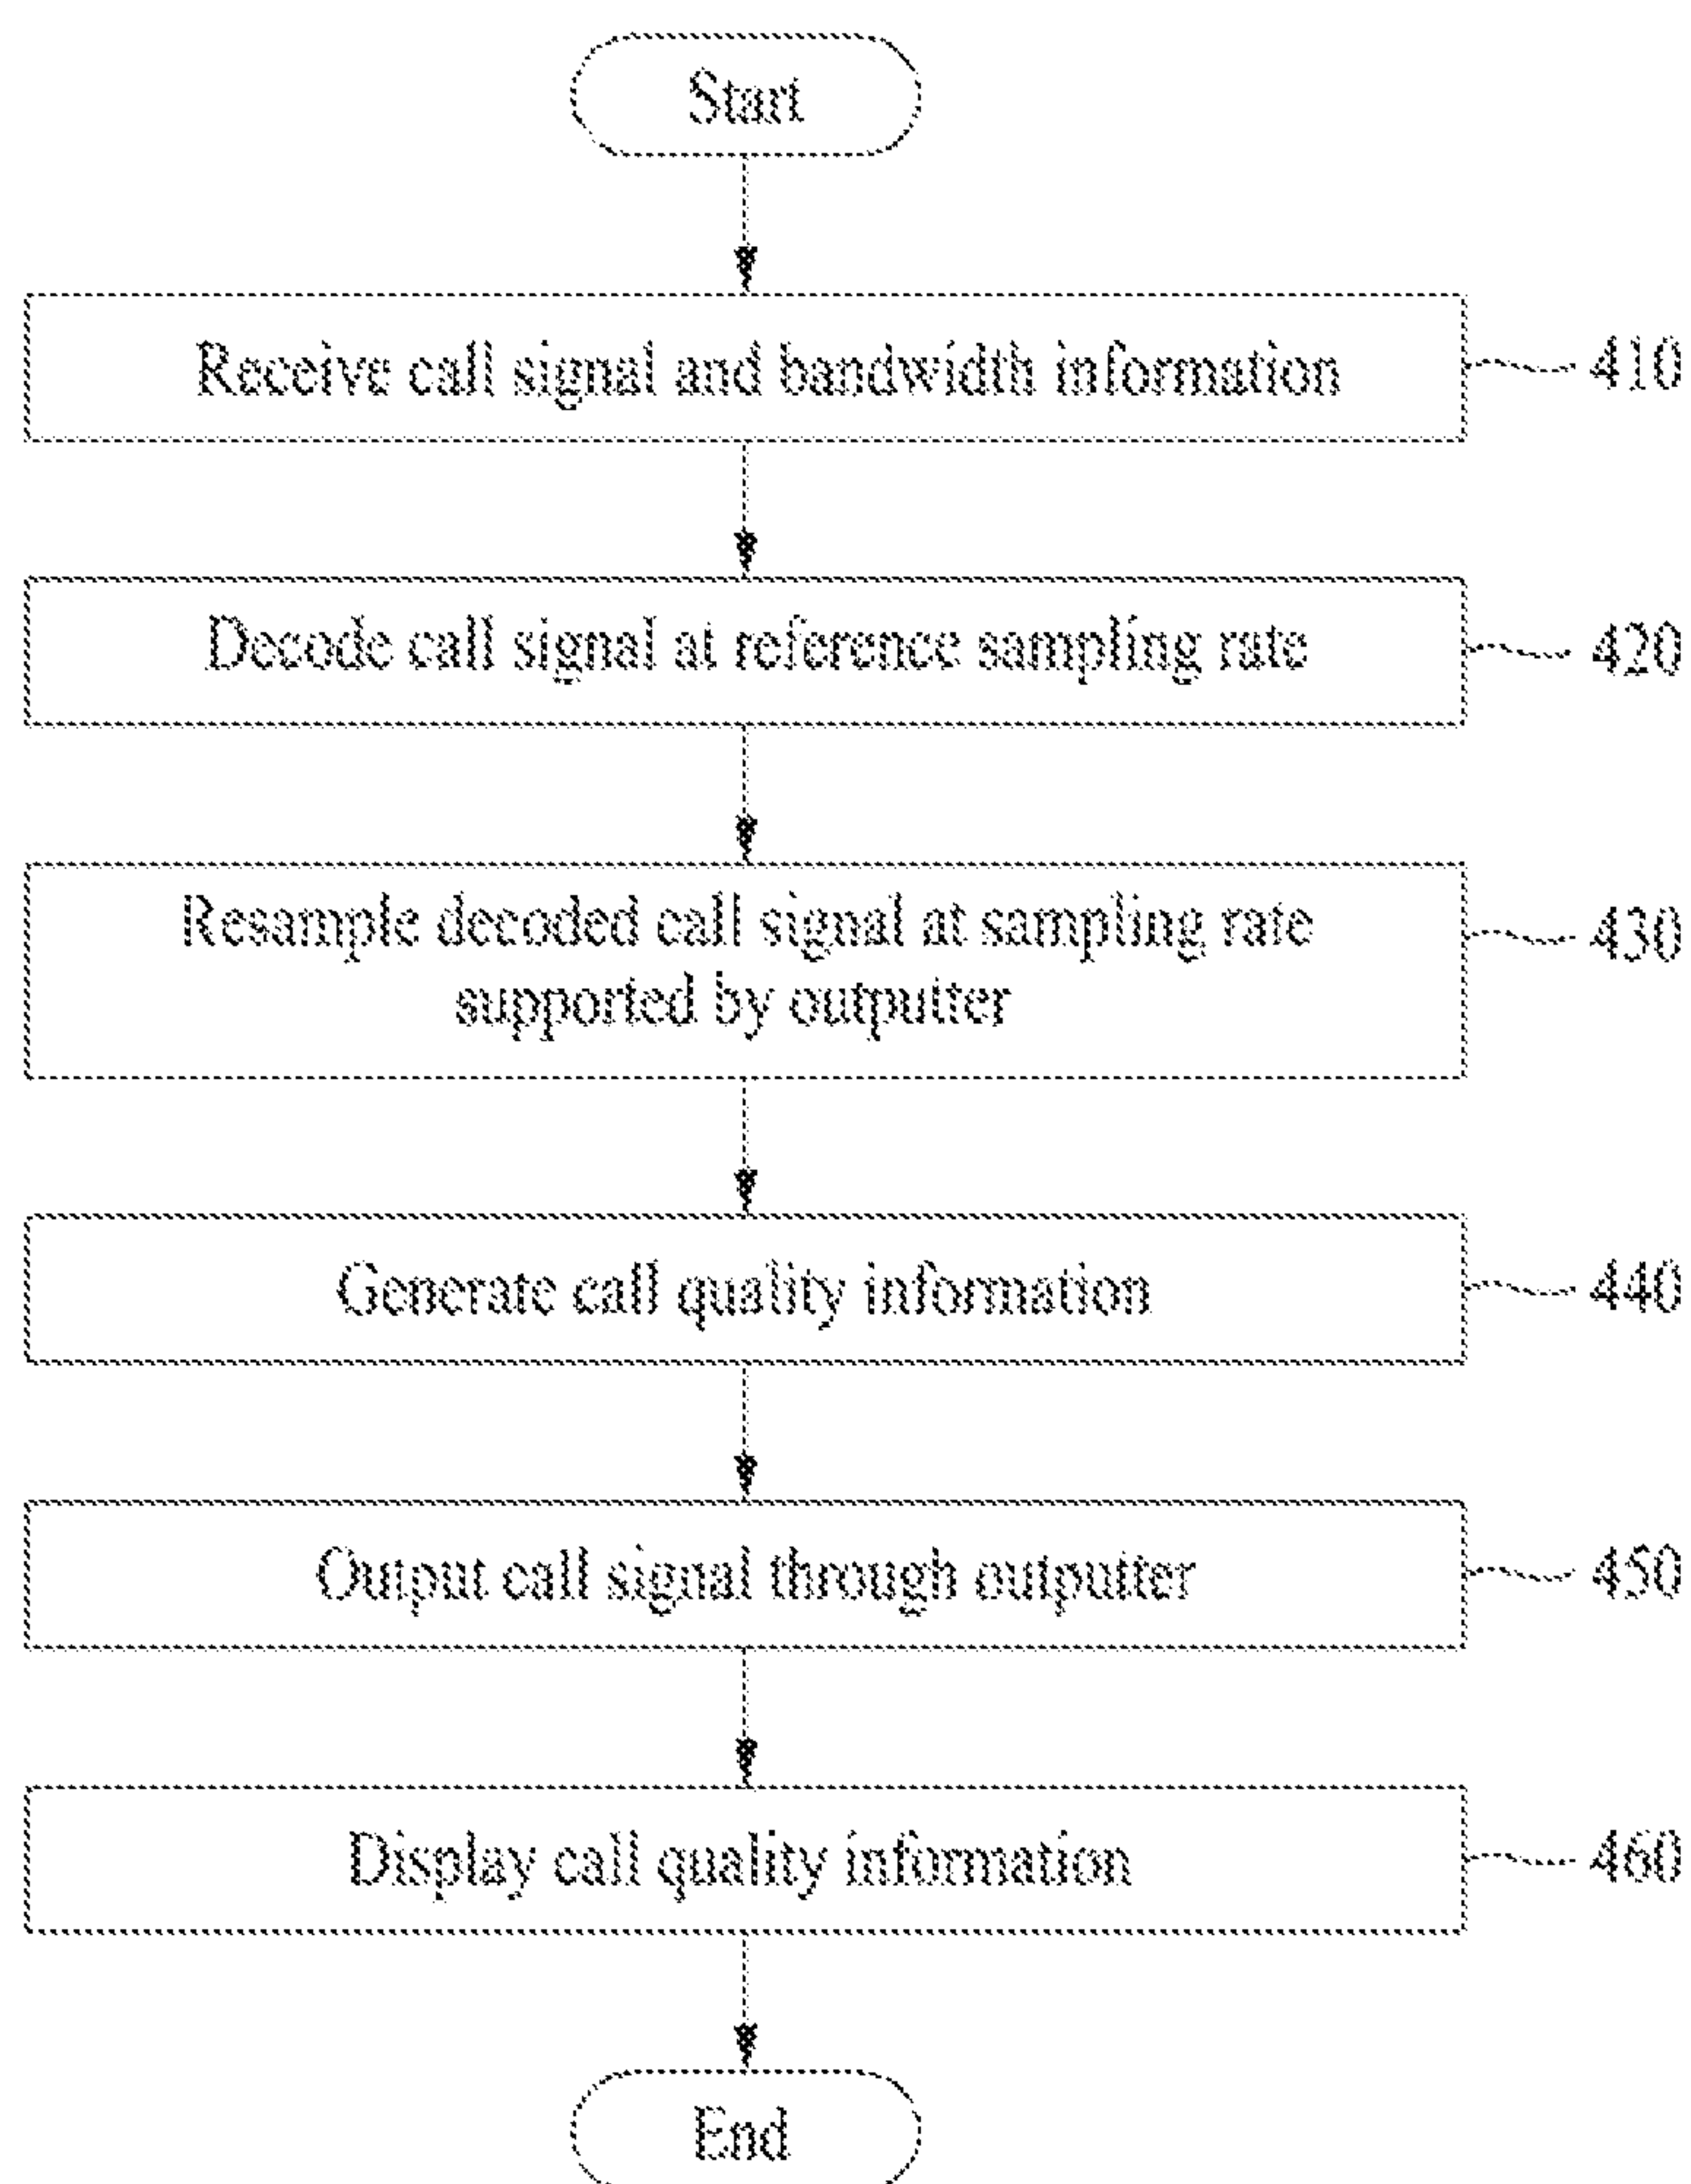 Start
Receive call signal and bandwidth information
410
Decode call signal at reference sampling rate
420
Resample decoded call signal at sampling rate
supported by outputter
430
Generate call quality information
440
Output call signal through outputter
450
Display call quality information
460
End